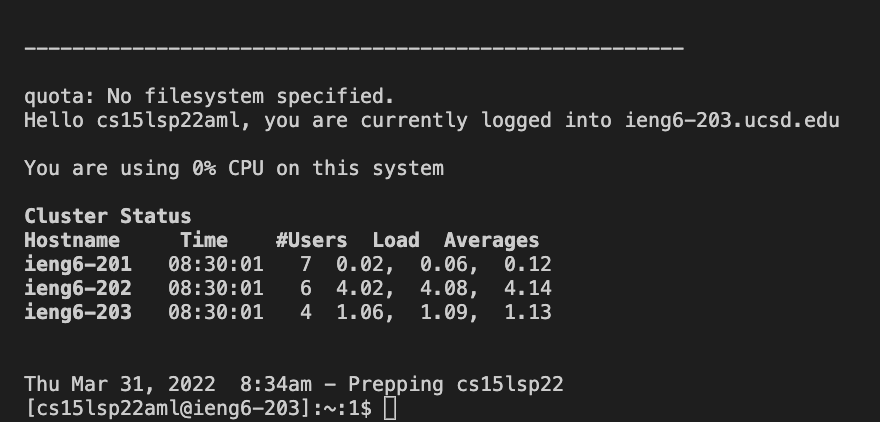 -------------------------------------------------------
quota: No filesystem specified.
Hello cs15lsp22aml, you are currently logged into ieng6-203.ucsd.edu
You are using 0% CPU on this system
Cluster Status
Hostname     Time    #Users  Load  Averages
ieng6-201   08:30:01   7  0.02,  0.06,  0.12
ieng6-202   08:30:01   6  4.02,  4.08,  4.14
ieng6-203   08:30:01   4  1.06,  1.09,  1.13
Thu Mar 31, 2022  8:34am - Prepping cs15lsp22
[cs15lsp22aml@ieng6-203]:~:1$